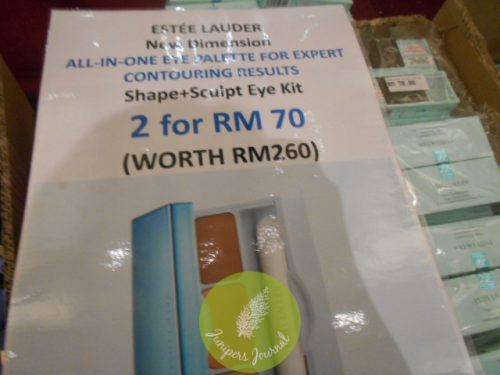 ESTÉE LAUDER
New Dimension
ALL-IN-ONE EYE PALETTE FOR EXPERT
CONTOURING RESULTS
Shape+Sculpt Eye Kit
2 for RM 70
(WORTH RM260)
Junipers Journal